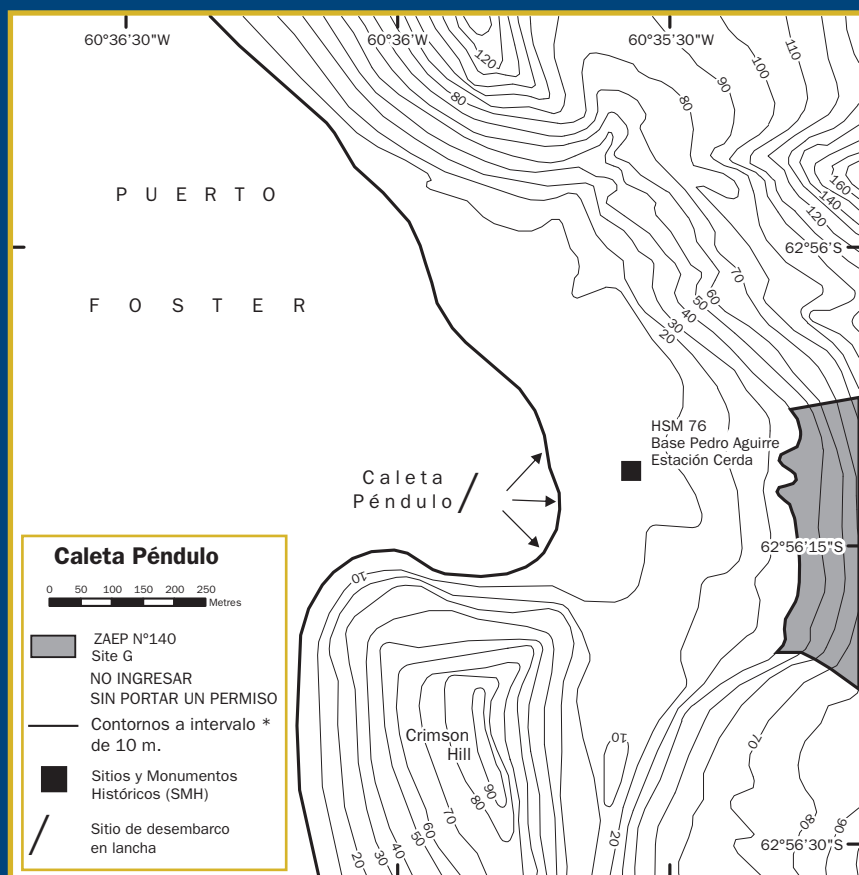 60°36'30"W
60°36'W
60°35'30"W
120
80
80
90
100
110
160
140
120
PUERTO
62°56'S
FOSTER
70
60
50
40
30
20
HSM 76
Base Pedro Aguirre
Estación Cerda
Caleta
Péndulo
62°56'15"S
10
Crimson
Hill
10
90
80
70
60
50
40
30
20
20
70
80
90
62°56'30"S
Caleta Péndulo
0 50 100 150 200 250
Metres
ZAEP N°140
Site G
NO INGRESAR
SIN PORTAR UN PERMISO
Contornos a intervalo *
de 10 m.
Sitios y Monumentos
Históricos (SMH)
Sitio de desembarco
en lancha